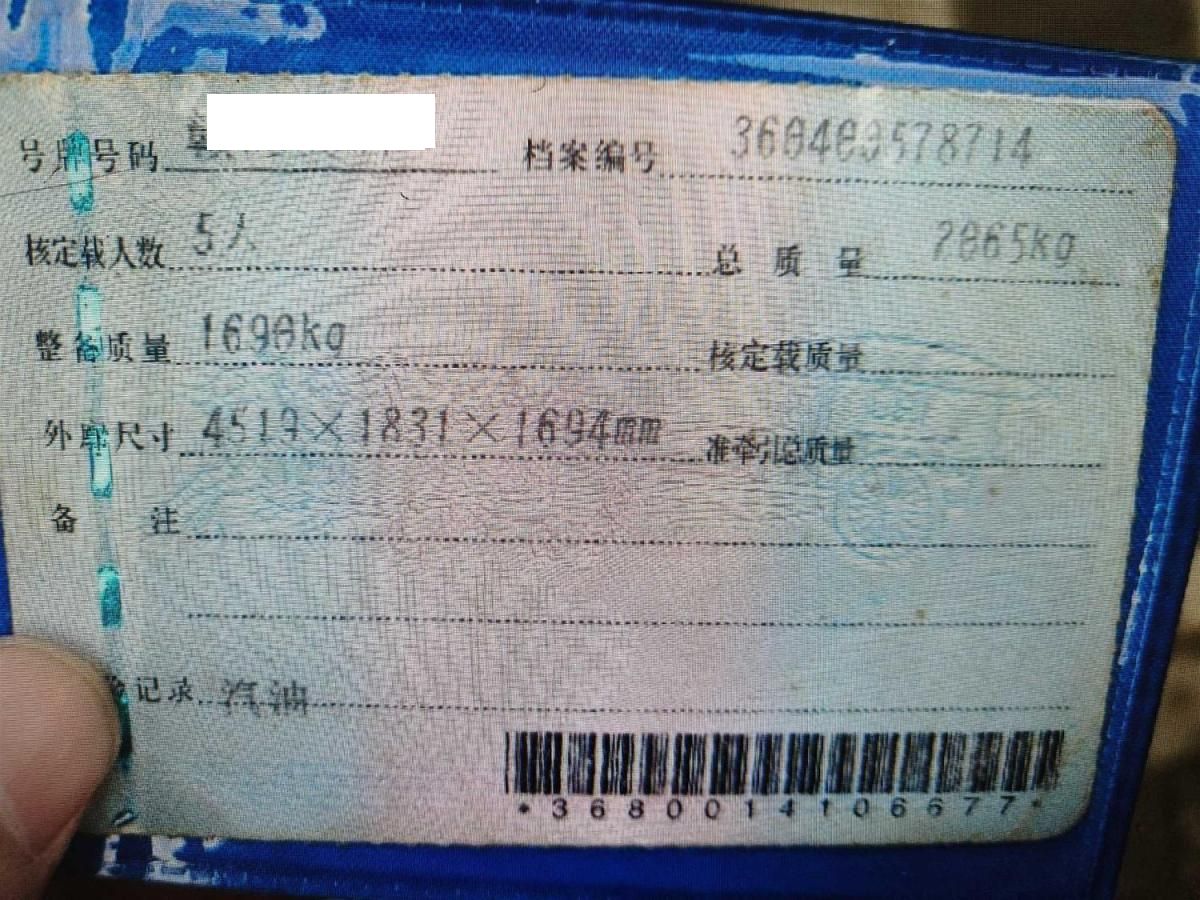 号牌号码 档案编号 360403578714
核定载人数 5人 总质量 2065kg
整备质量 1690kg 核定载质量
外廓尺寸 4519×1831×1694mm 准牵引总质量
备注
记录 汽油
*3680014106677*